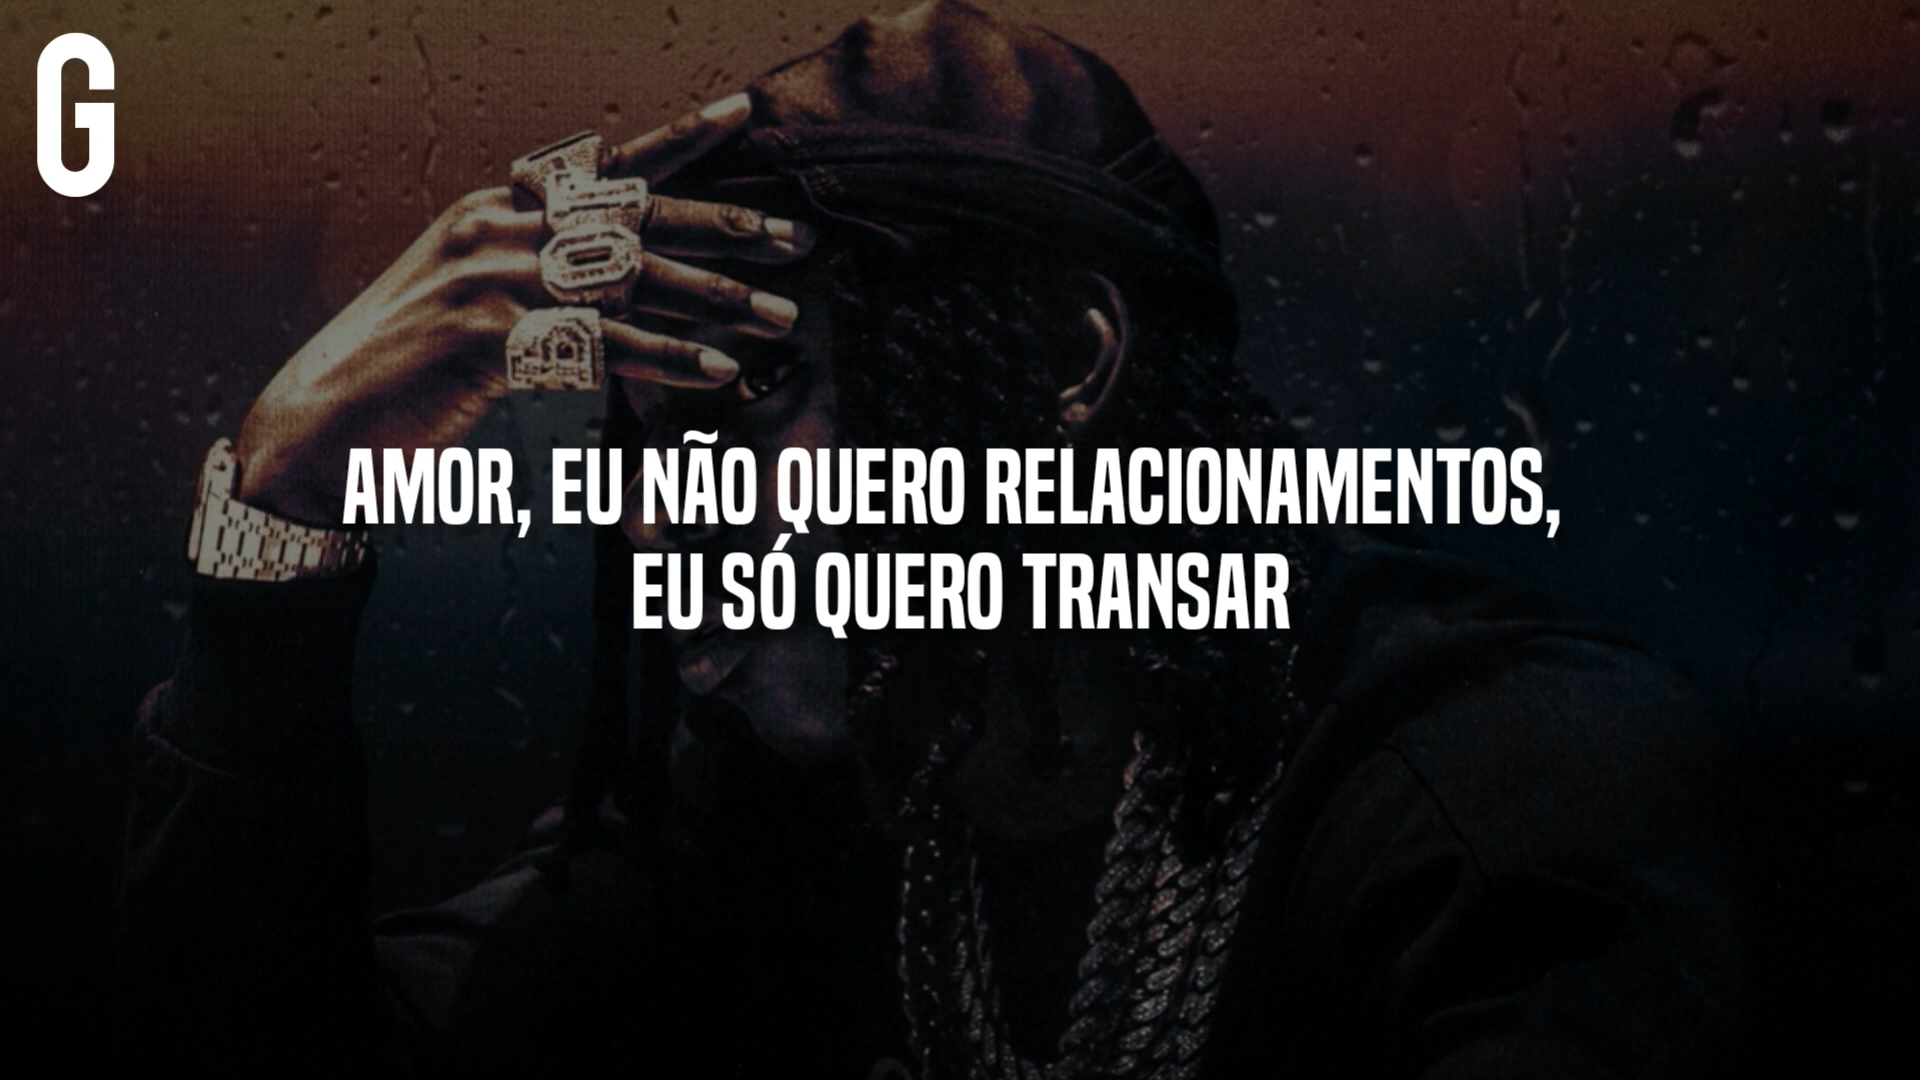 G
AMOR, EU NÃO QUERO RELACIONAMENTOS,
EU SÓ QUERO TRANSAR